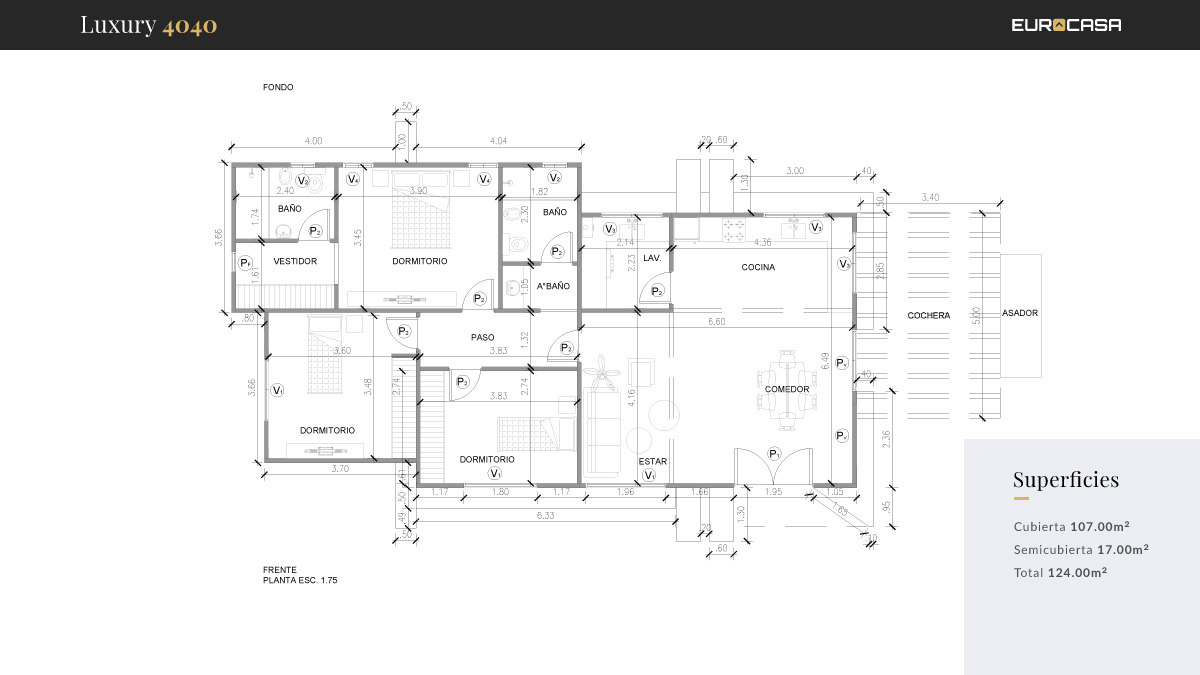 Luxury 4040
EUROCASA
FONDO
.50
1.00
4.00
4.04
.20 .60
1.30
3.00
.40
.50
3.40
V₂
V₄
V₄
V₂
2.40
3.90
1.82
BAÑO
BAÑO
1.74
P₂
3.45
2.30
P₂
3.66
V₃
V₃
2.14
4.36
LAV.
2.23
COCINA
V₃
2.85
VESTIDOR
DORMITORIO
1.61
1.05
A°BAÑO
P₂
P₂
.80
6.60
COCHERA
5.00
ASADOR
P₂
PASO
1.32
3.60
3.83
P₂
3.66
V₁
3.48
2.74
P₂
2.74
3.83
4.16
6.49
COMEDOR
.40
2.36
DORMITORIO
DORMITORIO
V₁
ESTAR
V₁
P₁
3.70
.61
1.17
1.80
1.17
1.96
1.66
1.95
1.05
.50
.49
6.33
.50
.20
.60
1.30
1.65
.95
FRENTE
PLANTA ESC. 1.75
Superficies
Cubierta 107.00m²
Semicubierta 17.00m²
Total 124.00m²